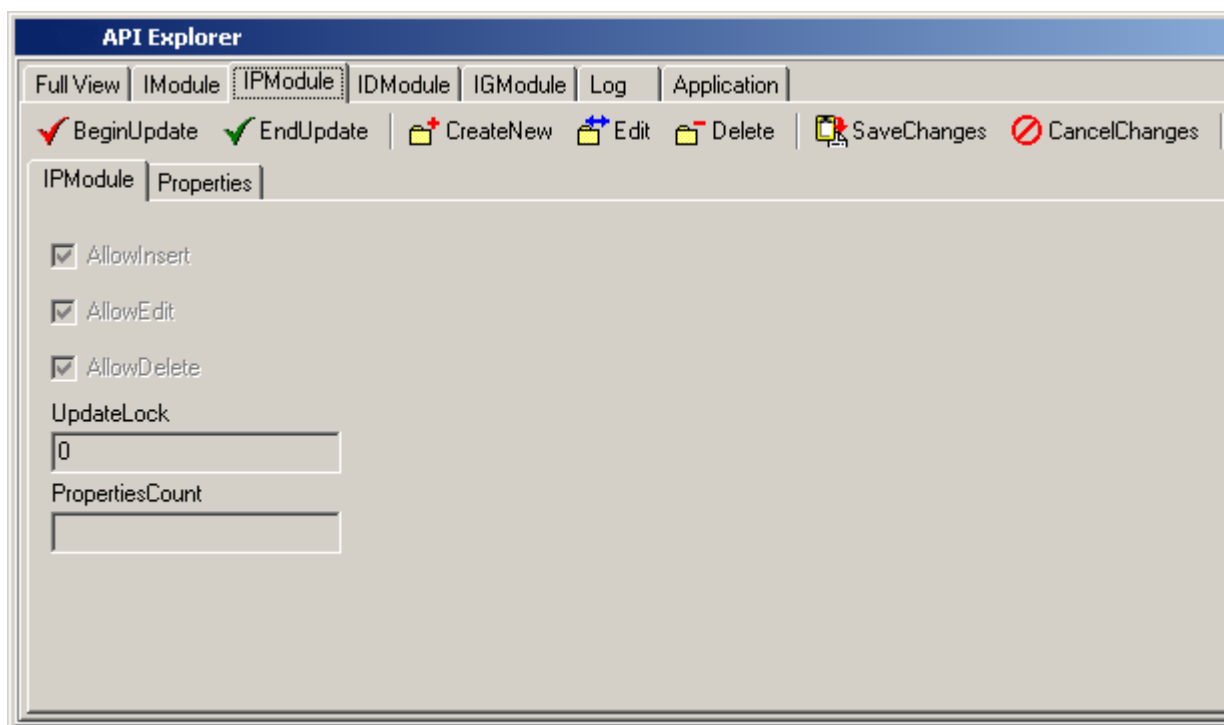 API Explorer
Full View IModule IPModule IDModule IGModule Log Application
BeginUpdate EndUpdate CreateNew Edit Delete SaveChanges CancelChanges
IPModule Properties
AllowInsert
AllowEdit
AllowDelete
UpdateLock
0
PropertiesCount